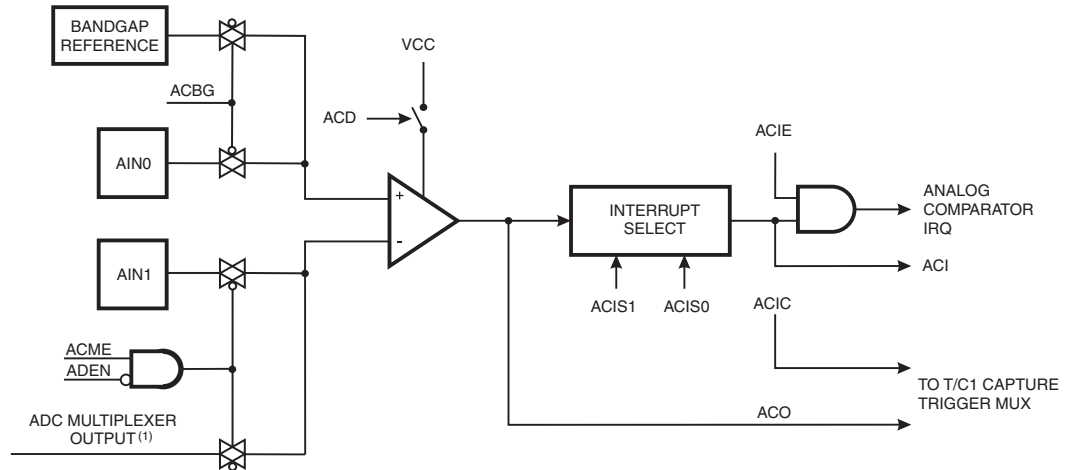 BANDGAP
REFERENCE
VCC
ACBG
ACD
AIN0
ACIE
+
-
INTERRUPT
SELECT
ANALOG
COMPARATOR
IRQ
AIN1
ACI
ACIS1
ACIS0
ACIC
ACME
ADEN
TO T/C1 CAPTURE
TRIGGER MUX
ADC MULTIPLEXER
OUTPUT (1)
ACO